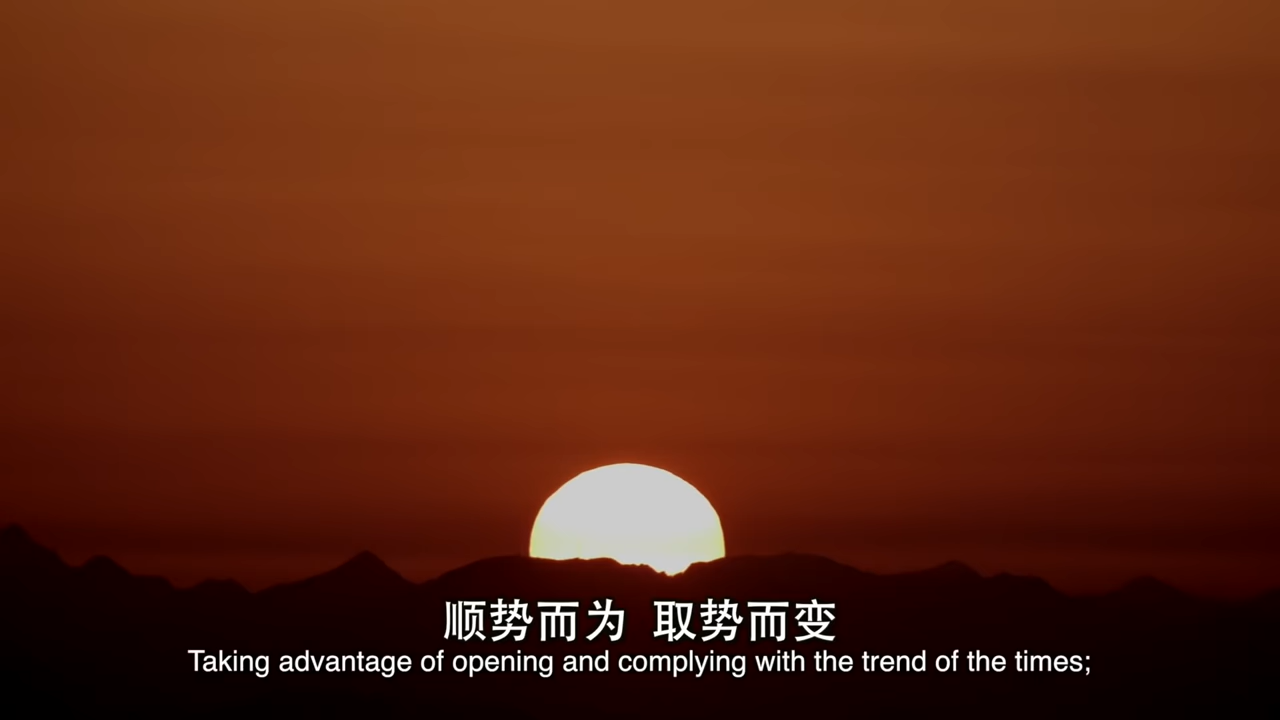 顺势而为 取势而变
Taking advantage of opening and complying with the trend of the times;